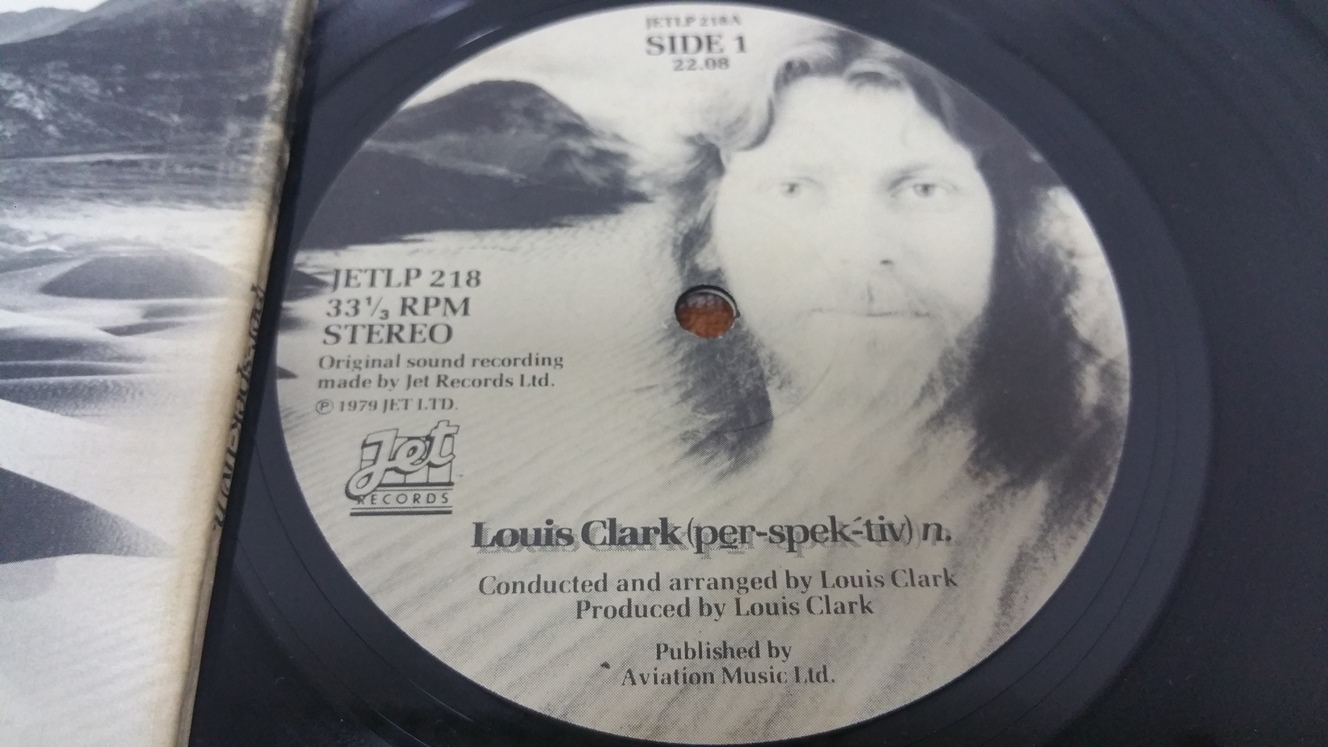 JETLP 218A
SIDE 1
22.08
JETLP 218
33⅓ RPM
STEREO
Original sound recording
made by Jet Records Ltd.
℗ 1979 JET LTD.
Jet
RECORDS
Louis Clark (per-spek-́tiv) n.
Conducted and arranged by Louis Clark
Produced by Louis Clark
Published by
Aviation Music Ltd.